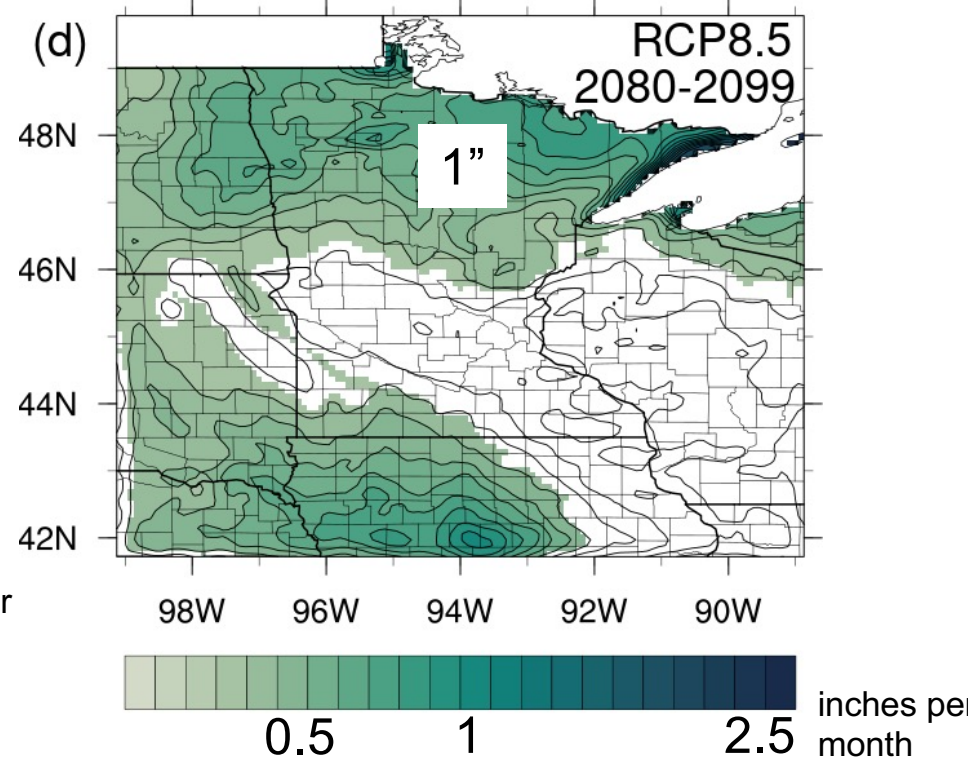 (d)
RCP8.5
2080-2099
48N
1”
46N
44N
42N
r
98W 96W 94W 92W 90W
0.5 1 2.5
inches per
month